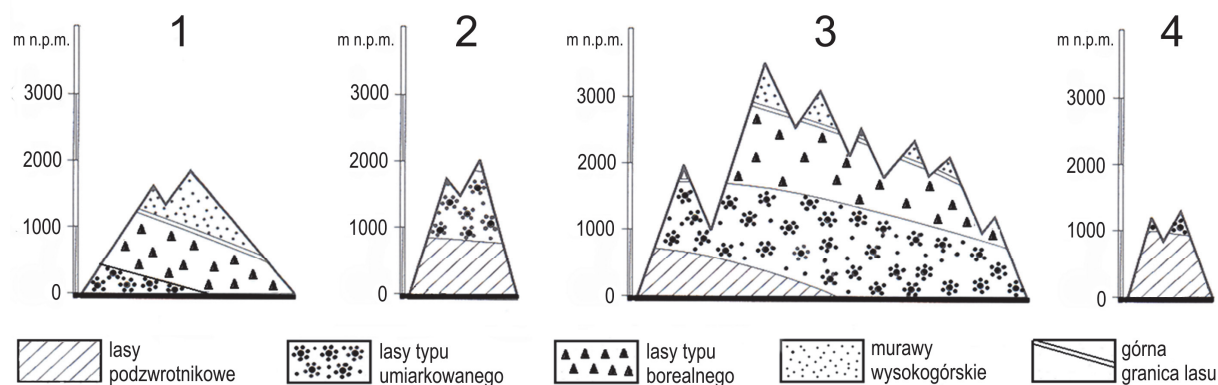 1
2
3
4
m n.p.m.
3000
2000
1000
0
m n.p.m.
3000
2000
1000
0
m n.p.m.
3000
2000
1000
0
m n.p.m.
3000
2000
1000
0
lasy
podzwrotnikowe
lasy typu
umiarkowanego
lasy typu
borealnego
murawy
wysokogórskie
górna
granica lasu